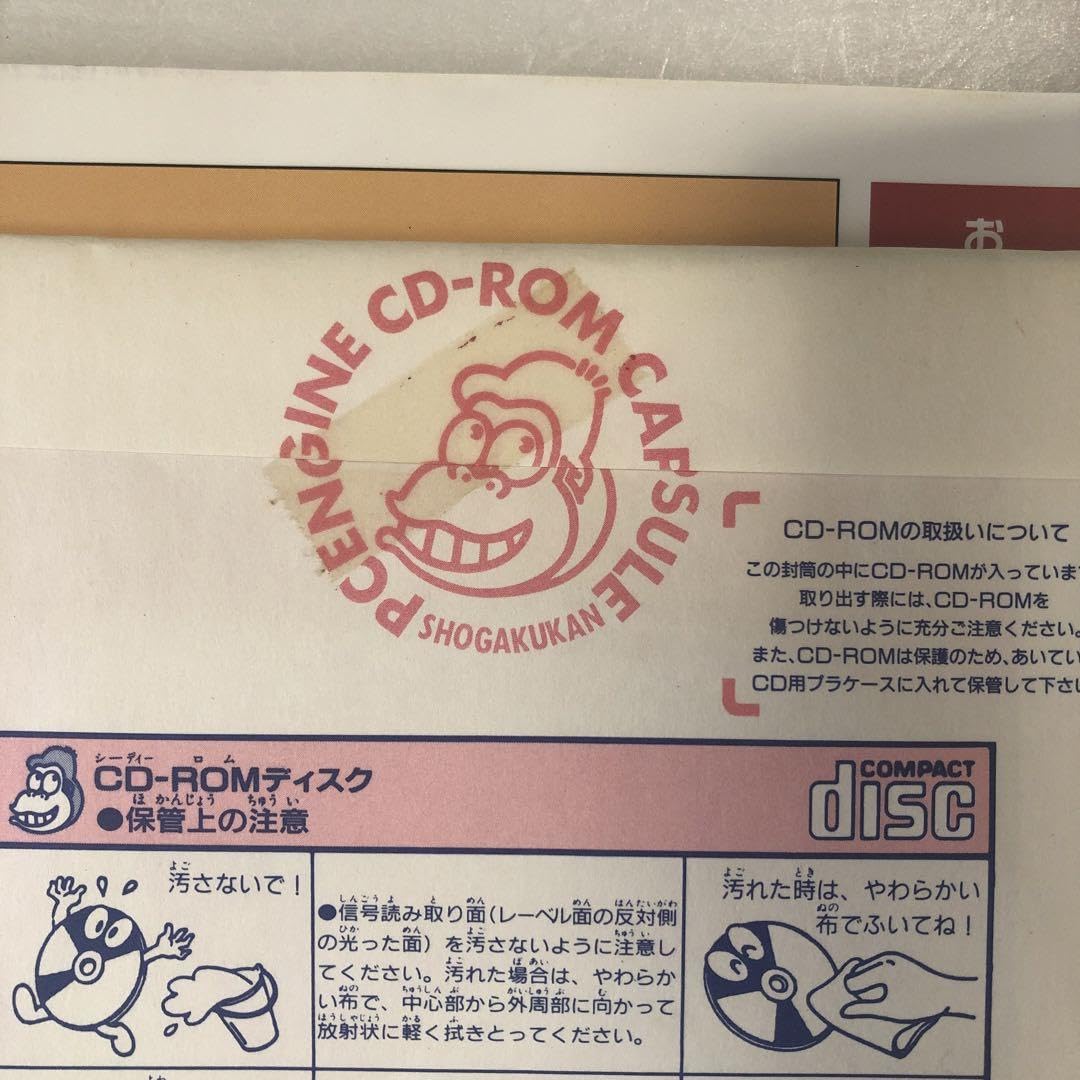 お
PCENGINE CD-ROM CAPSULE
SHOGAKUKAN
CD-ROMの取扱いについて
この封筒の中にCD-ROMが入っていま
取り出す際には、CD-ROMを
傷つけないように充分ご注意ください。
また、CD-ROMは保護のため、あいてい
CD用プラケースに入れて保管して下さい
シーディー ロム
CD-ROMディスク
ほかんじょう ちゅうい
●保管上の注意
COMPACT
disc
よご
汚さないで!
しんごうよ と めん めん はんたいがわ
●信号読み取り面(レーベル面の反対側
ひか めん よご ちゅうい
の光った面)を汚さないように注意し
よご ばあい
てください。汚れた場合は、やわらか
ぬの ちゅうしんぶ がいしゅうぶ む
い布で、中心部から外周部に向かって
ほうしゃじょう かる ふ
放射状に軽く拭きとってください。
よご とき
汚れた時は、やわらかい
ぬの
布でふいてね!
よわ